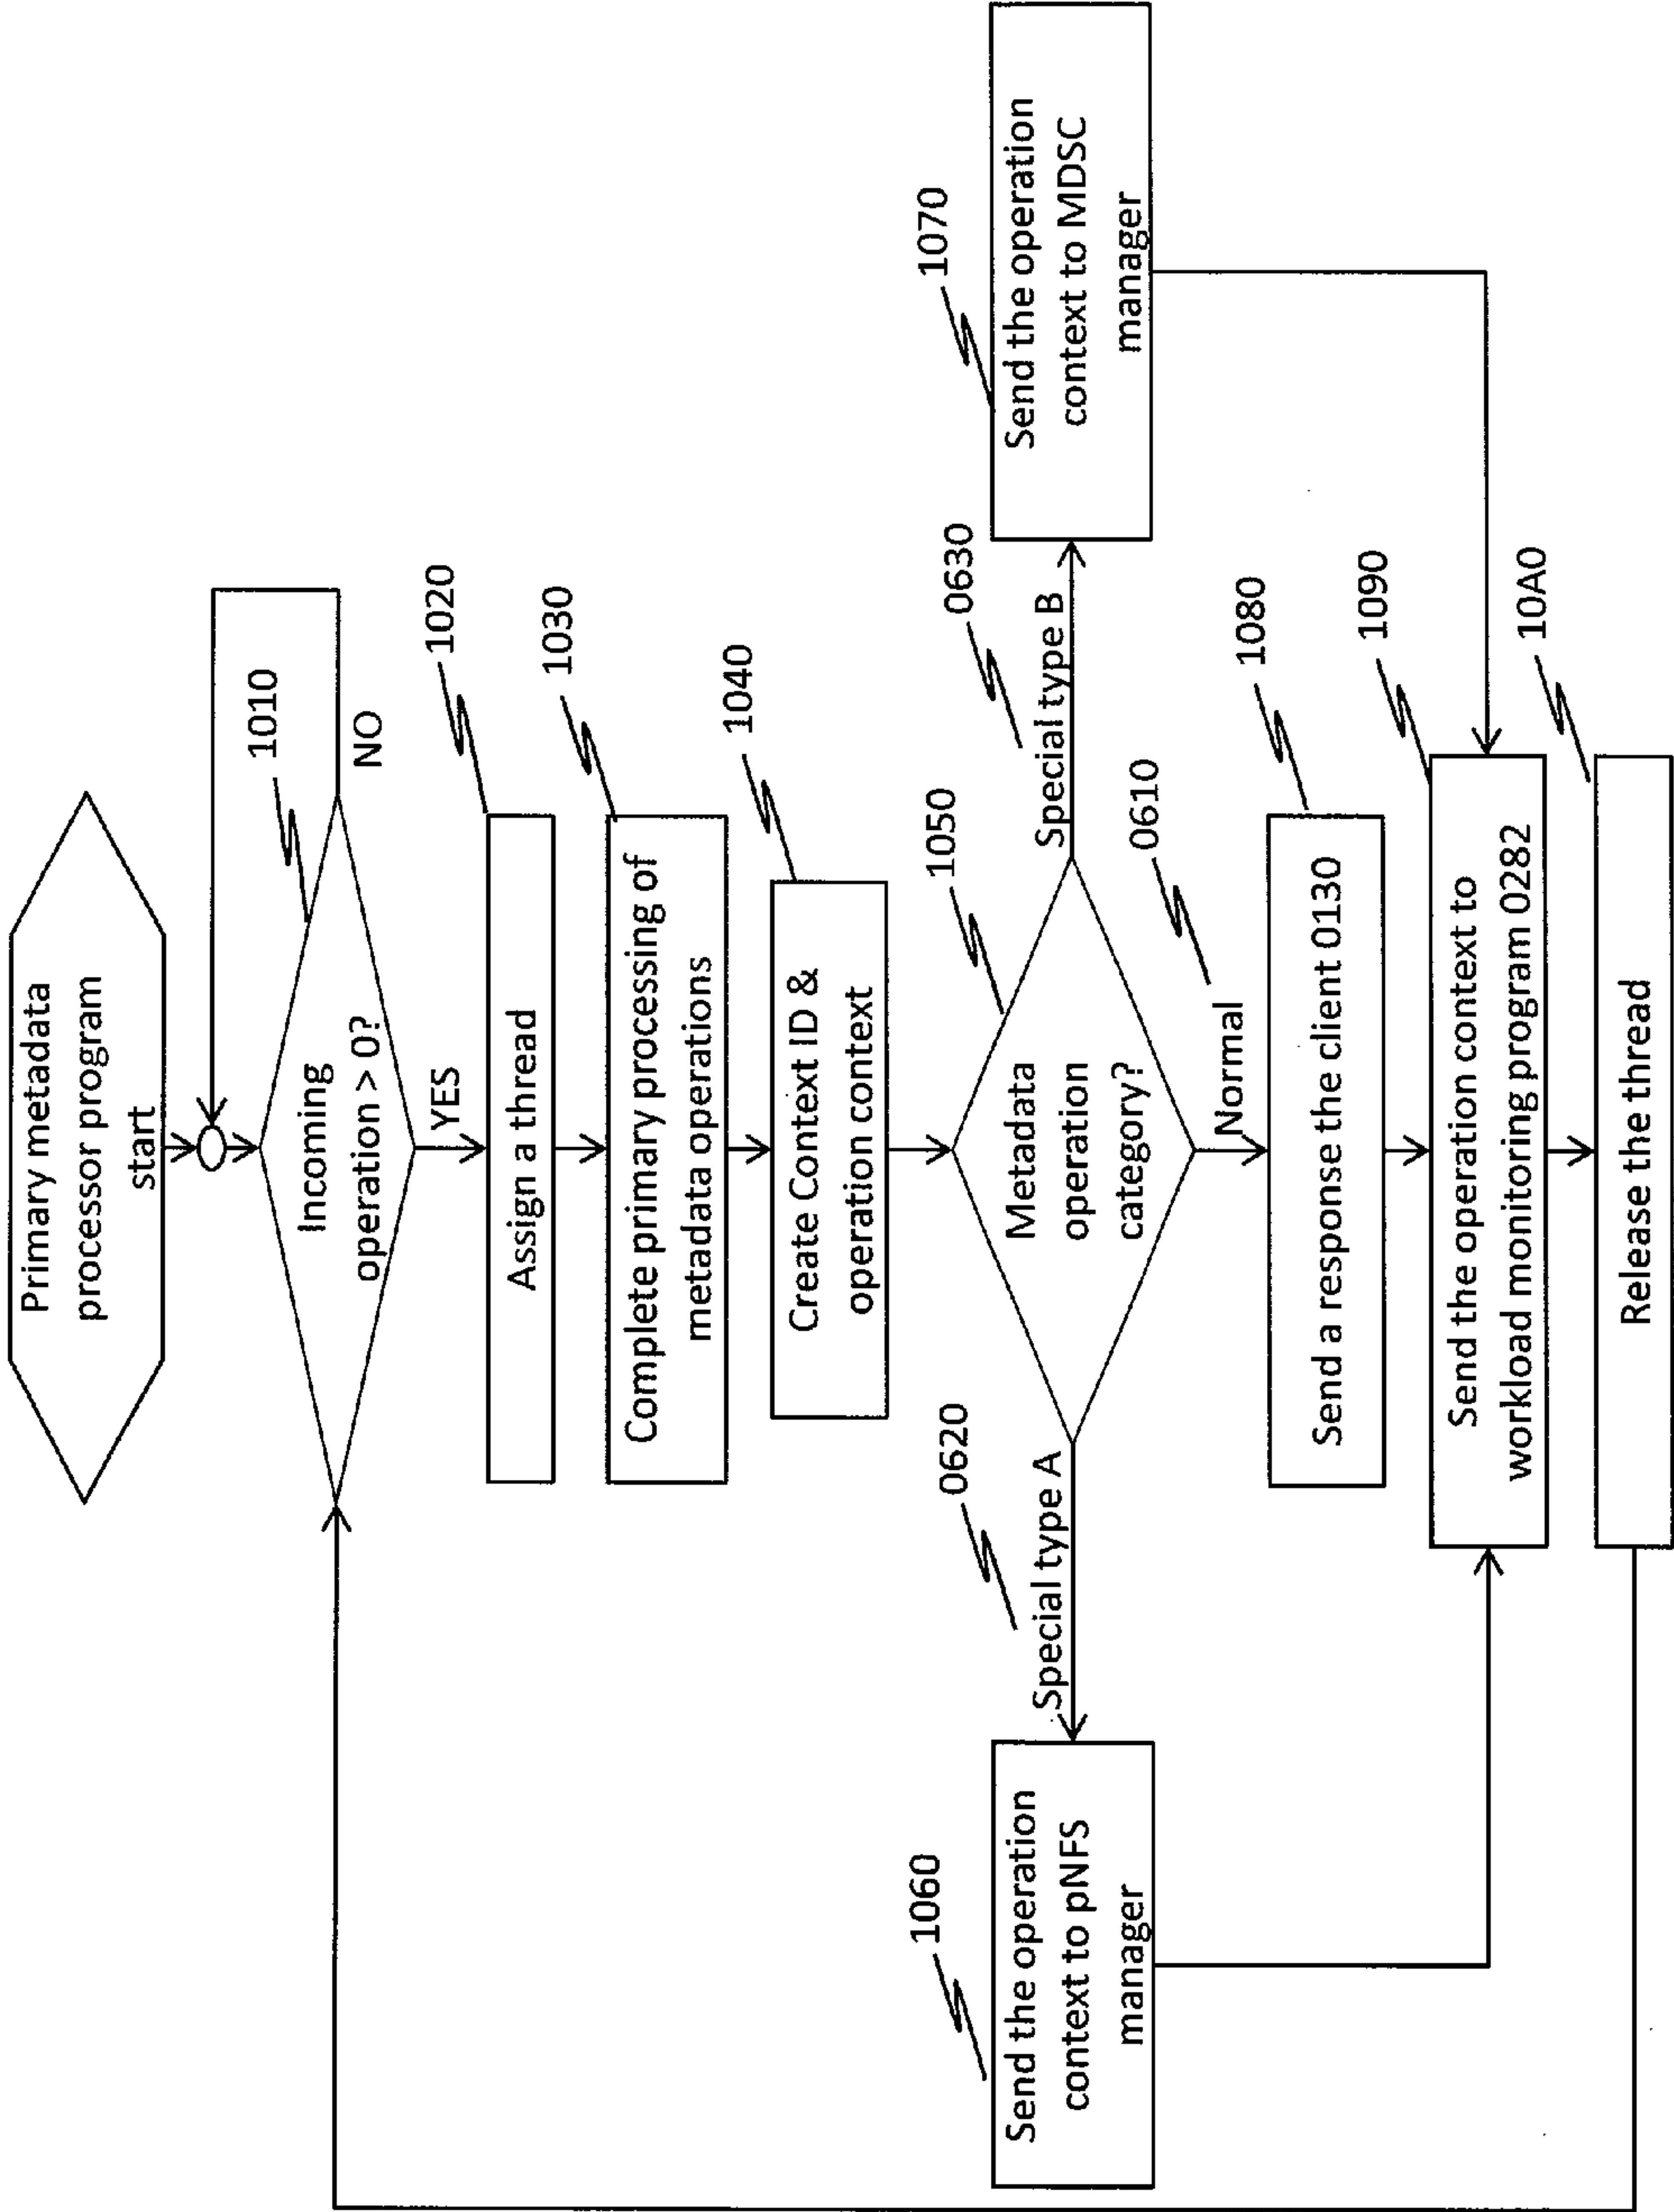 Primary metadata
processor program
start
1010
Incoming
operation > 0?
NO
YES
1020
Assign a thread
1030
Complete primary processing of
metadata operations
1040
Create Context ID &
operation context
1050
Metadata
operation
category?
0620
Special type A
0630
Special type B
0610
Normal
1060
Send the operation
context to pNFS
manager
1070
Send the operation
context to MDSC
manager
1080
Send a response the client 0130
1090
Send the operation context to
workload monitoring program 0282
10A0
Release the thread